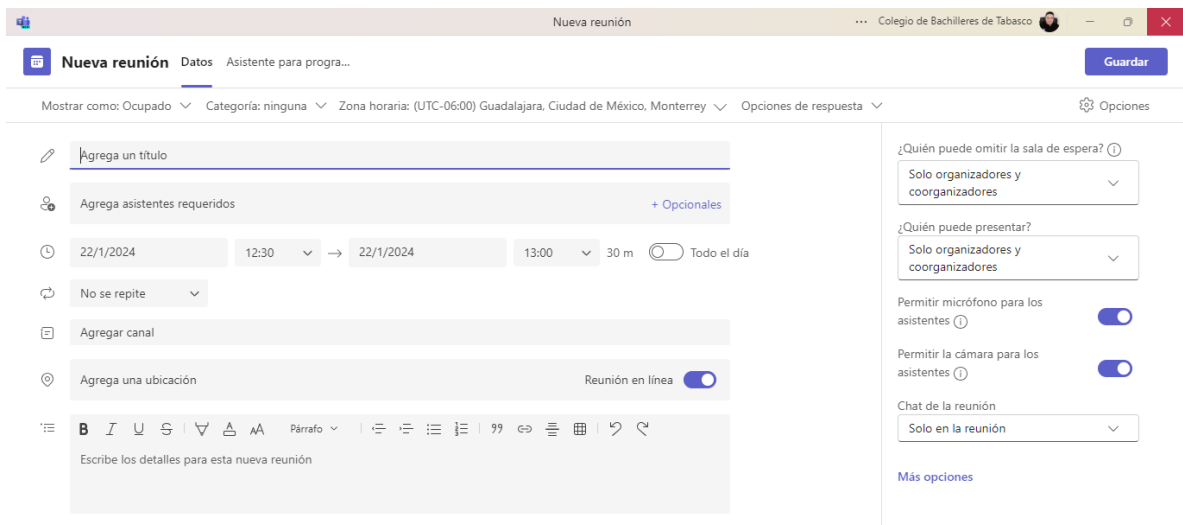 Nueva reunión
··· Colegio de Bachilleres de Tabasco
Nueva reunión Datos Asistente para progra...
Guardar
Mostrar como: Ocupado Categoría: ninguna Zona horaria: (UTC-06:00) Guadalajara, Ciudad de México, Monterrey Opciones de respuesta
Opciones
Agrega un título
Agrega asistentes requeridos + Opcionales
22/1/2024 12:30 → 22/1/2024 13:00 30 m Todo el día
No se repite
Agregar canal
Agrega una ubicación Reunión en línea
B I U S A AA Párrafo
Escribe los detalles para esta nueva reunión
¿Quién puede omitir la sala de espera?
Solo organizadores y
coorganizadores
¿Quién puede presentar?
Solo organizadores y
coorganizadores
Permitir micrófono para los
asistentes
Permitir la cámara para los
asistentes
Chat de la reunión
Solo en la reunión
Más opciones